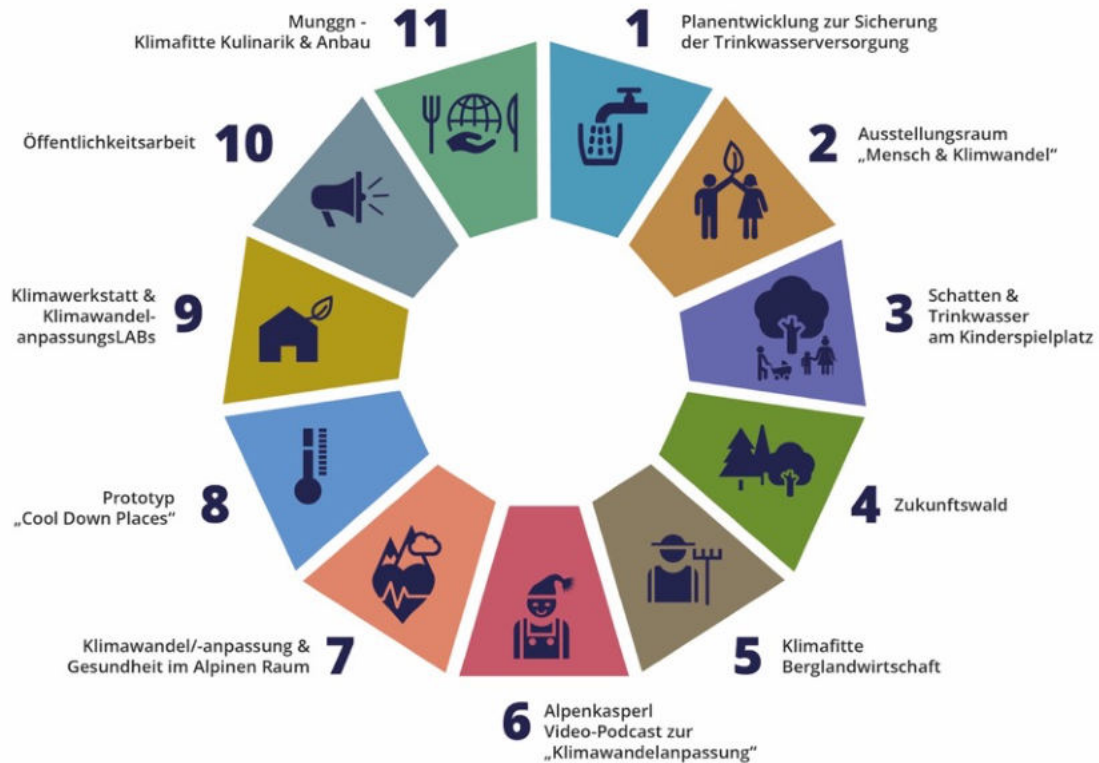 1 Planentwicklung zur Sicherung
der Trinkwasserversorgung
2 Ausstellungsraum
„Mensch & Klimwandel“
3 Schatten &
Trinkwasser
am Kinderspielplatz
4 Zukunftswald
5 Klimafitte
Berglandwirtschaft
6 Alpenkasperl
Video-Podcast zur
„Klimawandelanpassung“
7 Klimawandel/-anpassung &
Gesundheit im Alpinen Raum
8 Prototyp
„Cool Down Places“
9 Klimawerkstatt &
Klimawandel-
anpassungsLABs
10 Öffentlichkeitsarbeit
11 Munggn -
Klimafitte Kulinarik & Anbau